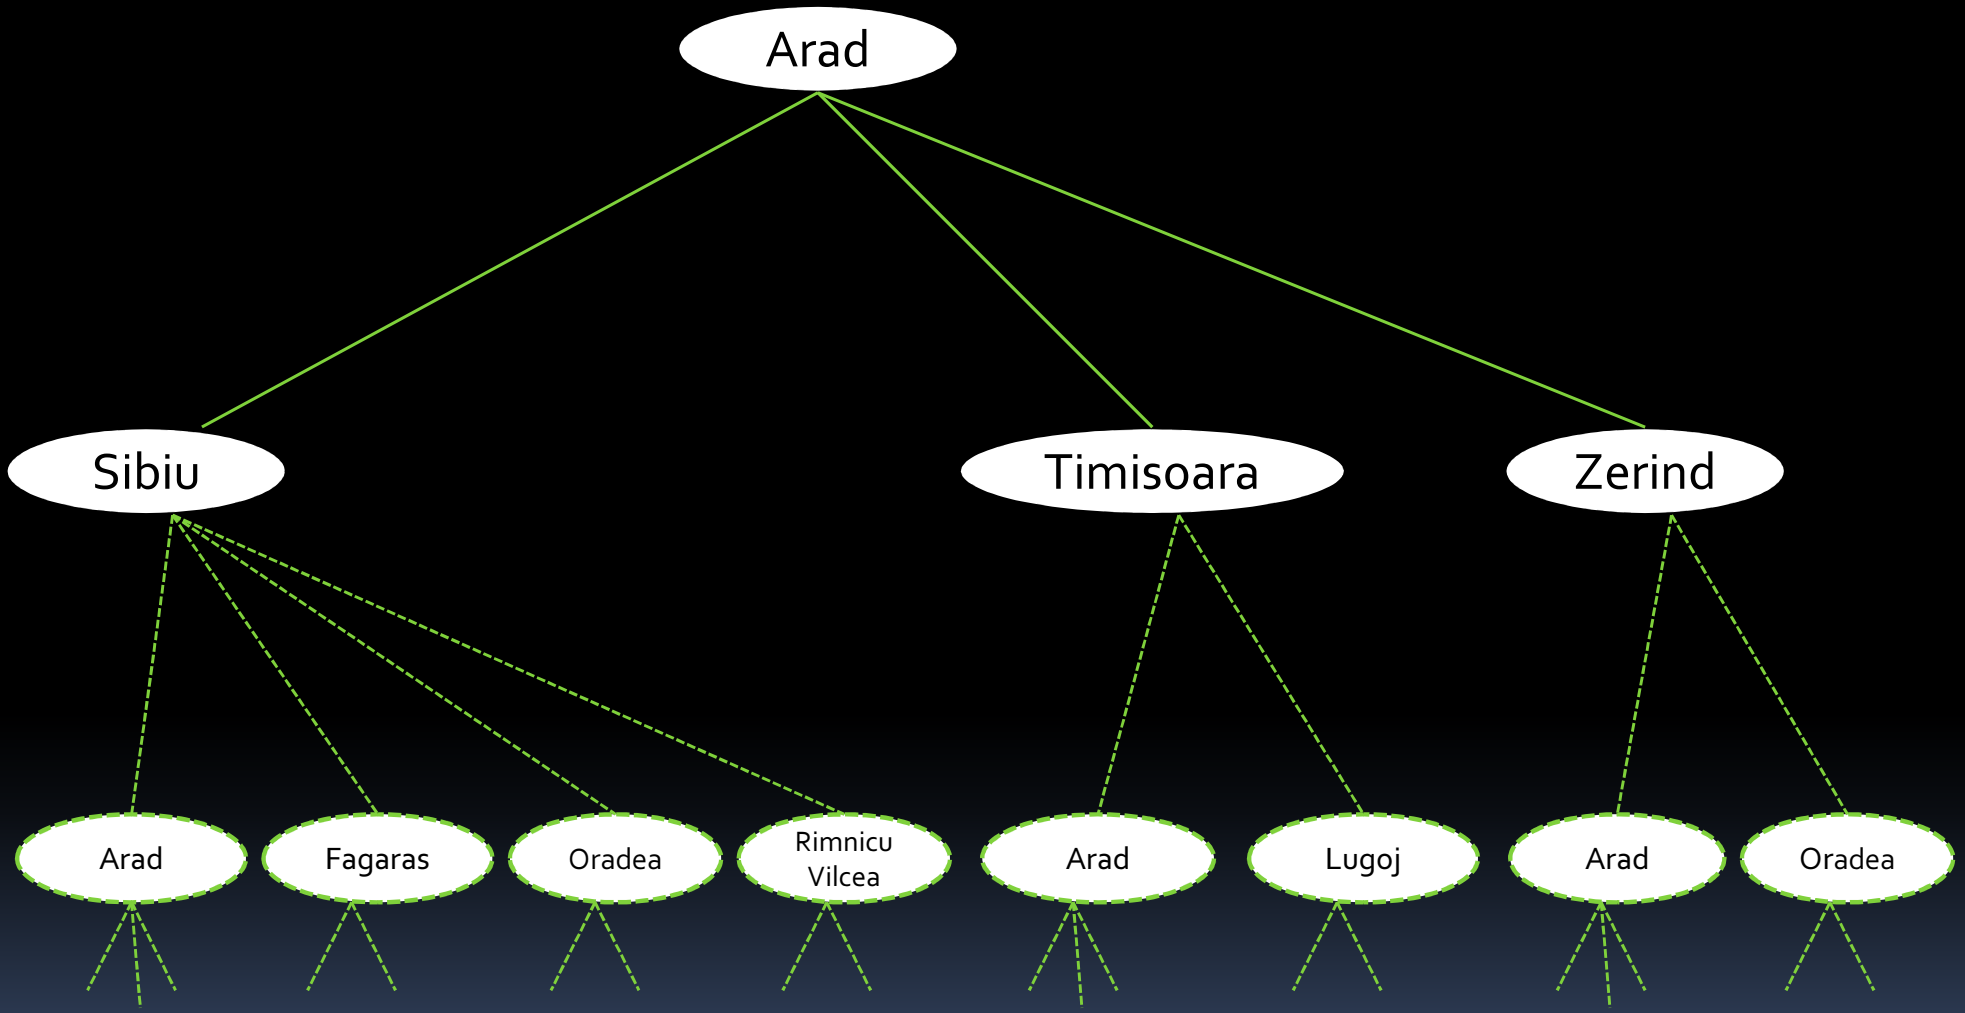 Arad
Sibiu
Timisoara
Zerind
Arad
Fagaras
Oradea
Rimnicu
Vilcea
Arad
Lugoj
Arad
Oradea